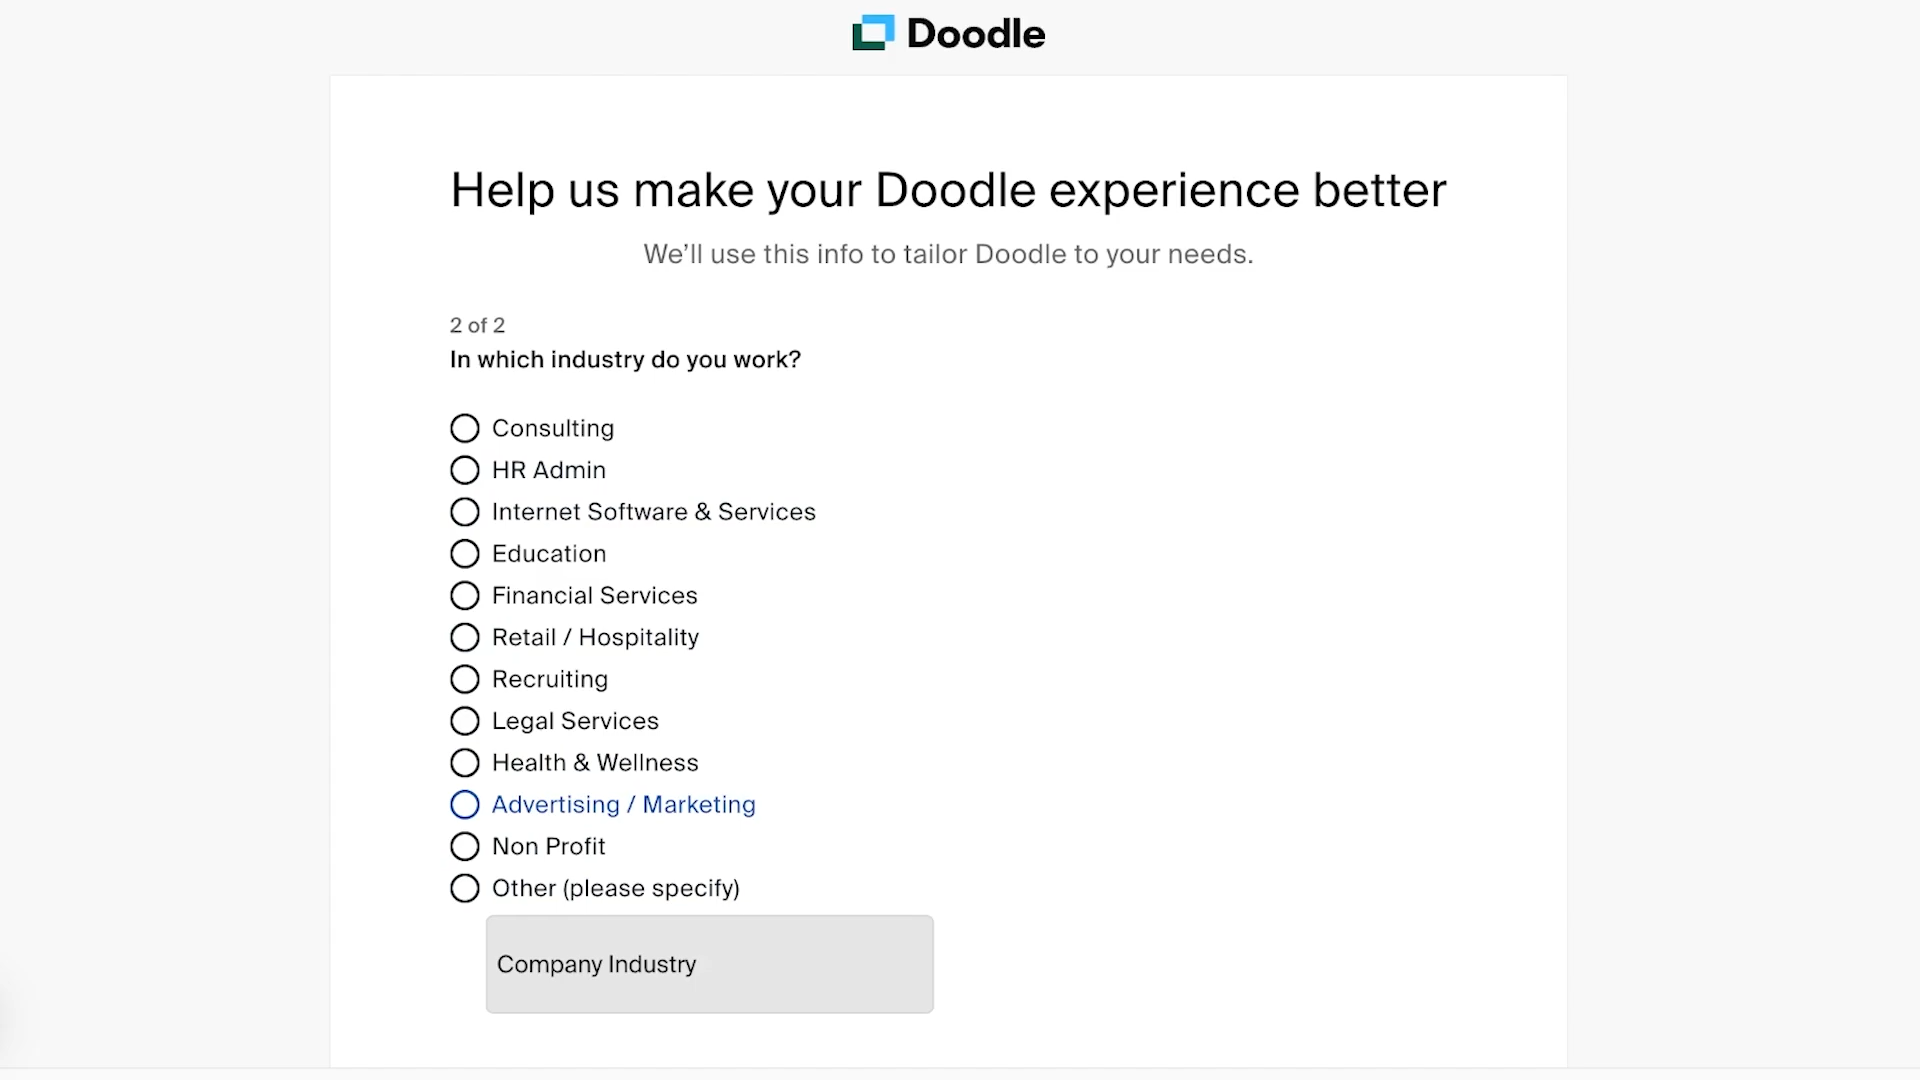 Doodle
Help us make your Doodle experience better
We’ll use this info to tailor Doodle to your needs.
2 of 2
In which industry do you work?
Consulting
HR Admin
Internet Software & Services
Education
Financial Services
Retail / Hospitality
Recruiting
Legal Services
Health & Wellness
Advertising / Marketing
Non Profit
Other (please specify)
Company Industry